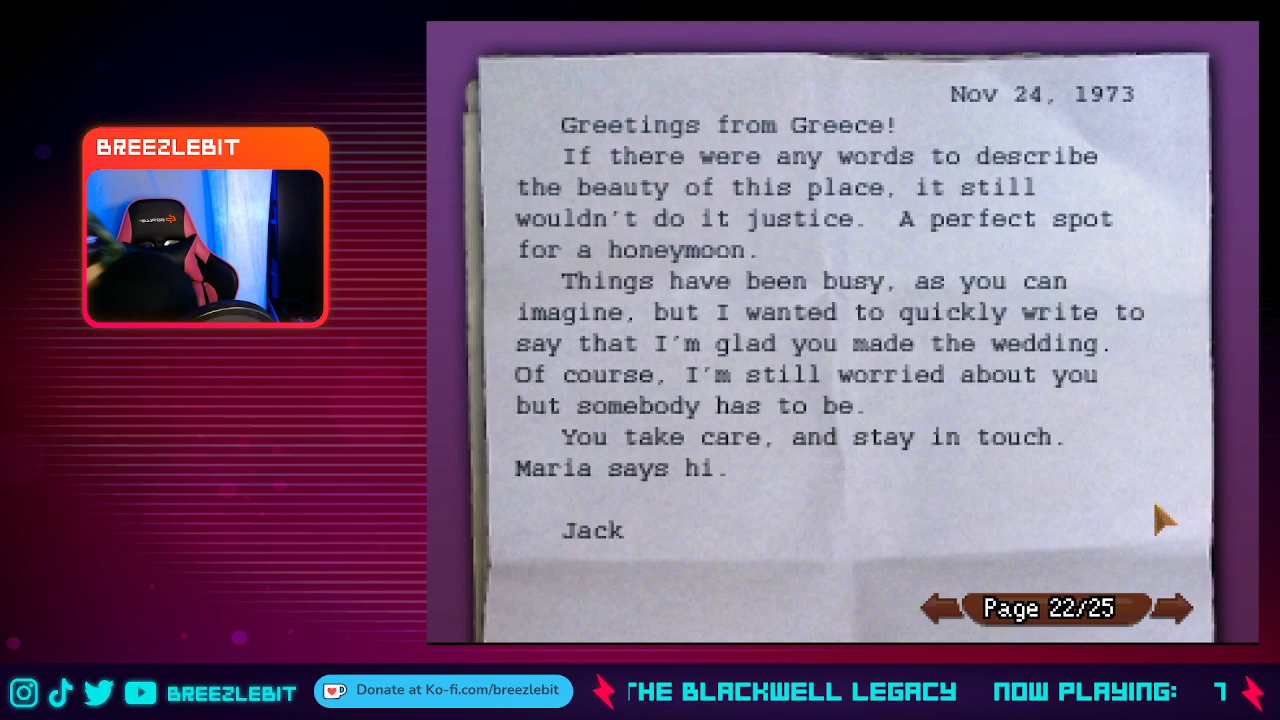 BREEZLEBIT
Nov 24, 1973
Greetings from Greece!
If there were any words to describe
the beauty of this place, it still
wouldn't do it justice.  A perfect spot
for a honeymoon.
Things have been busy, as you can
imagine, but I wanted to quickly write to
say that I'm glad you made the wedding.
Of course, I'm still worried about you
but somebody has to be.
You take care, and stay in touch.
Maria says hi.
Jack
Page 22/25
BREEZLEBIT
Donate at Ko-fi.com/breezlebit
THE BLACKWELL LEGACY
NOW PLAYING: